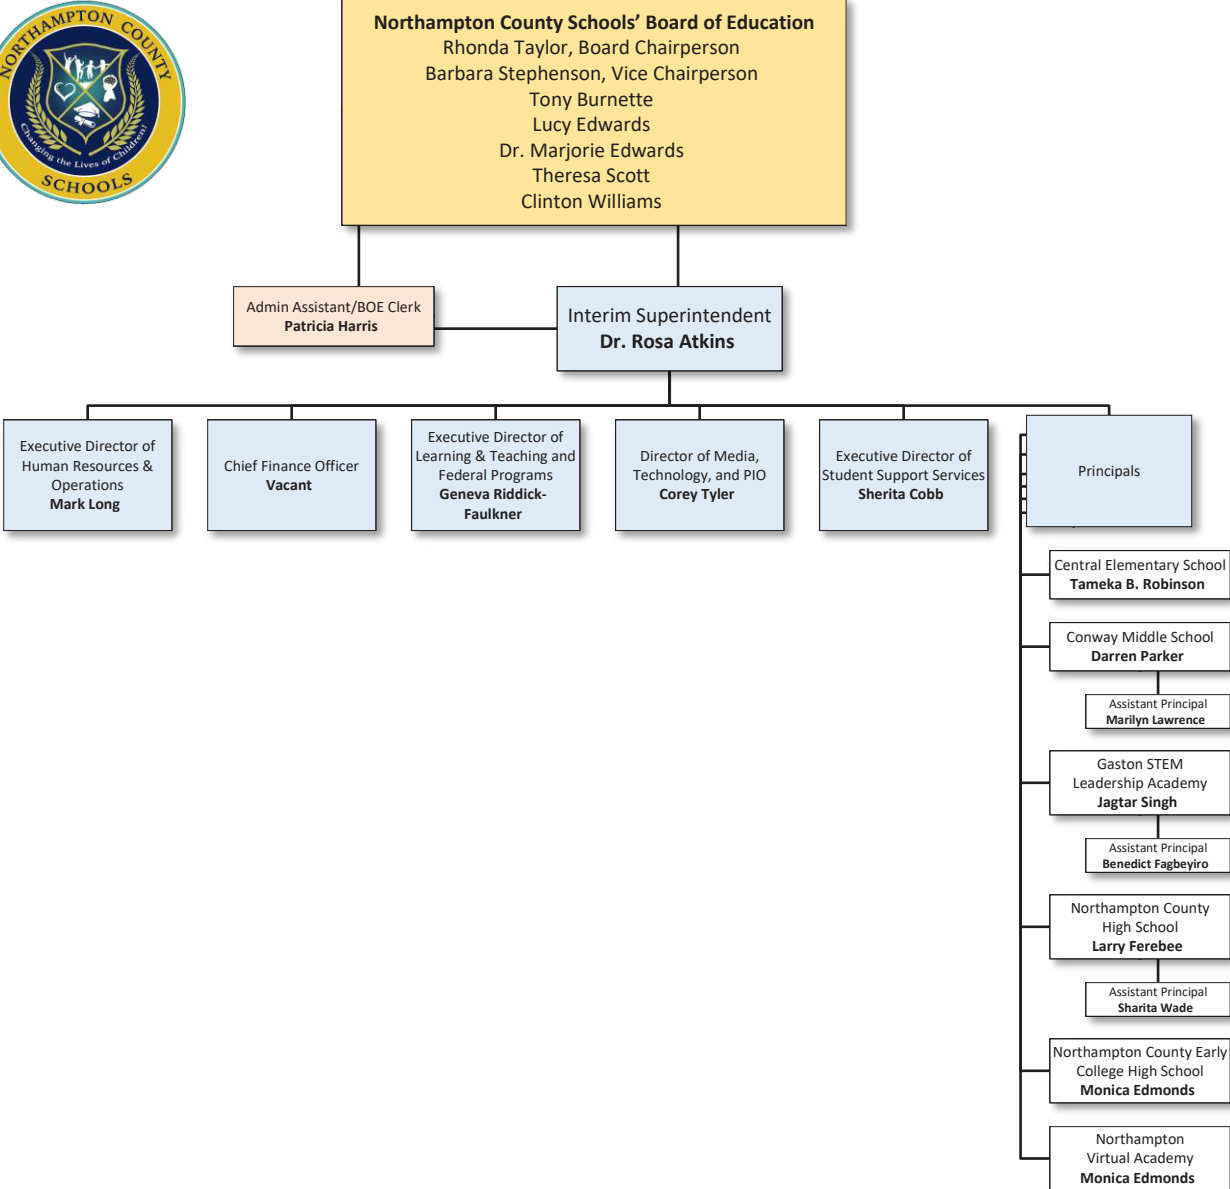 NORTHAMPTON COUNTY
Changing the Lives of Children!
SCHOOLS
Northampton County Schools’ Board of Education
Rhonda Taylor, Board Chairperson
Barbara Stephenson, Vice Chairperson
Tony Burnette
Lucy Edwards
Dr. Marjorie Edwards
Theresa Scott
Clinton Williams
Admin Assistant/BOE Clerk
Patricia Harris
Interim Superintendent
Dr. Rosa Atkins
Executive Director of
Human Resources &
Operations
Mark Long
Chief Finance Officer
Vacant
Executive Director of
Learning & Teaching and
Federal Programs
Geneva Riddick-
Faulkner
Director of Media,
Technology, and PIO
Corey Tyler
Executive Director of
Student Support Services
Sherita Cobb
Principals
Central Elementary School
Tameka B. Robinson
Conway Middle School
Darren Parker
Assistant Principal
Marilyn Lawrence
Gaston STEM
Leadership Academy
Jagtar Singh
Assistant Principal
Benedict Fagbeyiro
Northampton County
High School
Larry Ferebee
Assistant Principal
Sharita Wade
Northampton County Early
College High School
Monica Edmonds
Northampton
Virtual Academy
Monica Edmonds